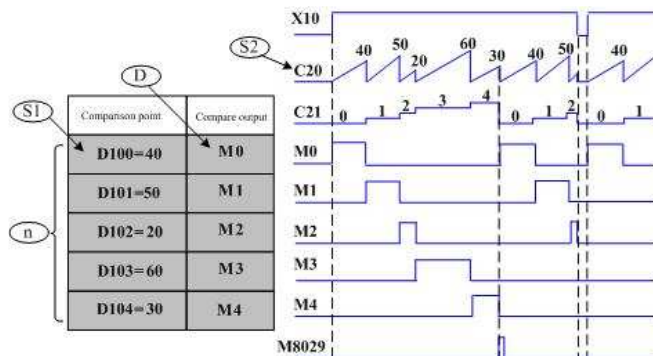 X10
S2
40 50 20 60 30 40 50 40
C20
D
S1
Comparison point Compare output
C21
0 1 2 3 4 0 1 2 0 1
D100=40 M0
M0
D101=50 M1
M1
n
D102=20 M2
M2
D103=60 M3
M3
D104=30 M4
M4
M8029